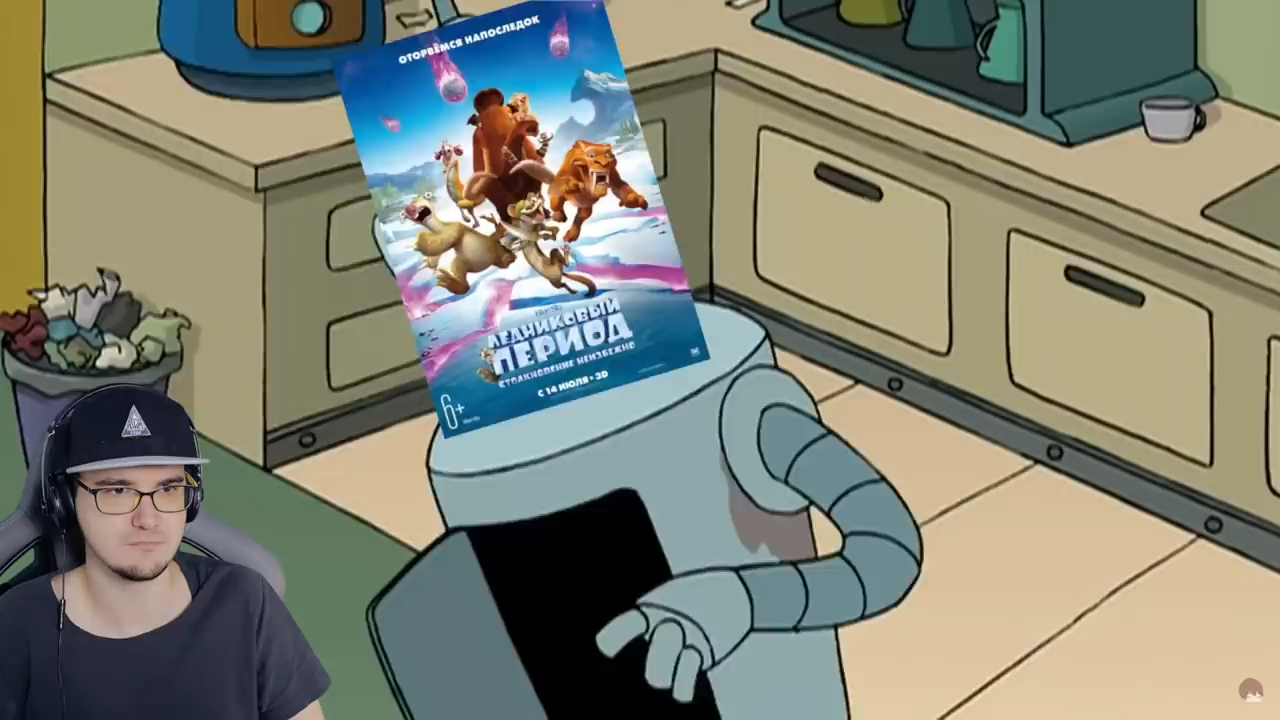 ОТОРВЁМСЯ НАПОСЛЕДОК
ЛЕДНИКОВЫЙ
ПЕРИОД
СТОЛКНОВЕНИЕ НЕИЗБЕЖНО
С 14 ИЮЛЯ • 3D
6+